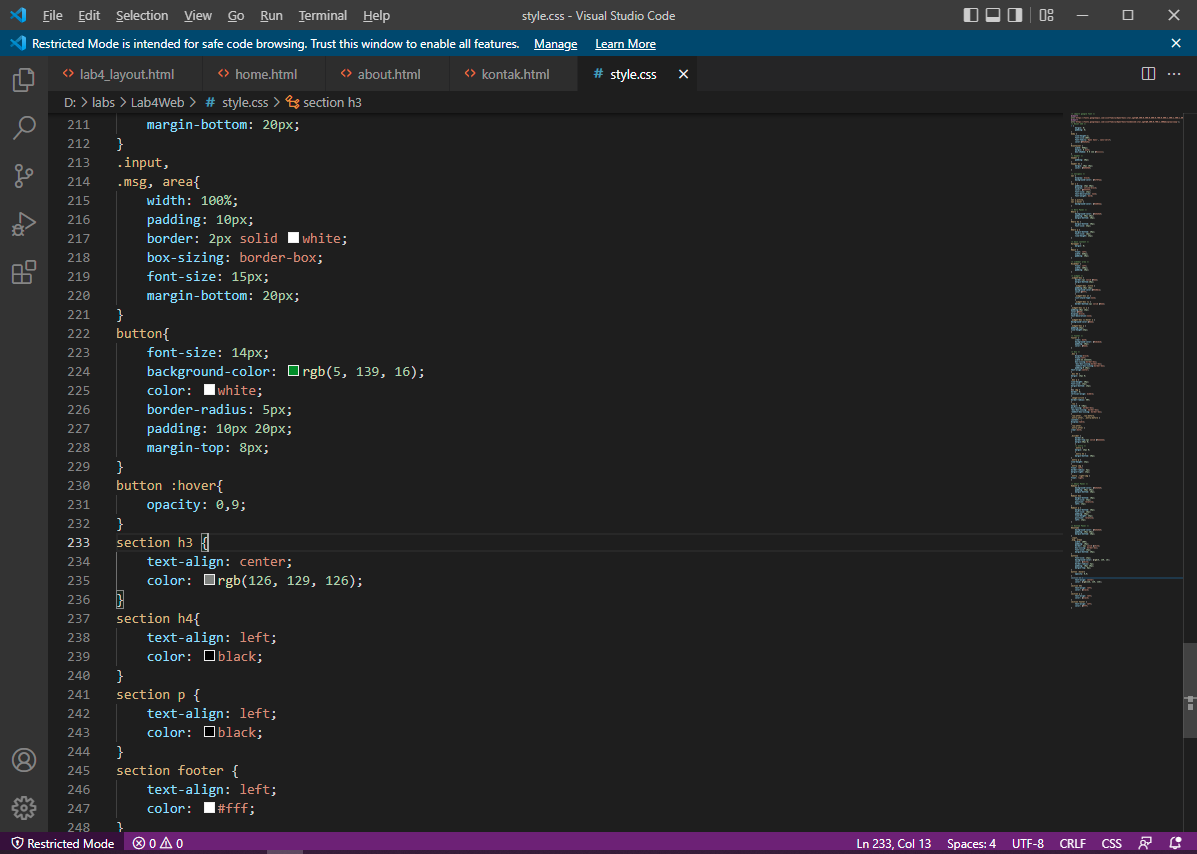 File Edit Selection View Go Run Terminal Help style.css - Visual Studio Code
Restricted Mode is intended for safe code browsing. Trust this window to enable all features. Manage Learn More
lab4_layout.html home.html about.html kontak.html # style.css
D: > labs > Lab4Web > # style.css > section h3
211 margin-bottom: 20px;
212 }
213 .input,
214 .msg, area{
215 width: 100%;
216 padding: 10px;
217 border: 2px solid white;
218 box-sizing: border-box;
219 font-size: 15px;
220 margin-bottom: 20px;
221 }
222 button{
223 font-size: 14px;
224 background-color: rgb(5, 139, 16);
225 color: white;
226 border-radius: 5px;
227 padding: 10px 20px;
228 margin-top: 8px;
229 }
230 button :hover{
231 opacity: 0,9;
232 }
233 section h3 {
234 text-align: center;
235 color: rgb(126, 129, 126);
236 }
237 section h4{
238 text-align: left;
239 color: black;
240 }
241 section p {
242 text-align: left;
243 color: black;
244 }
245 section footer {
246 text-align: left;
247 color: #fff;
248 }
Restricted Mode 0 0 Ln 233, Col 13 Spaces: 4 UTF-8 CRLF CSS